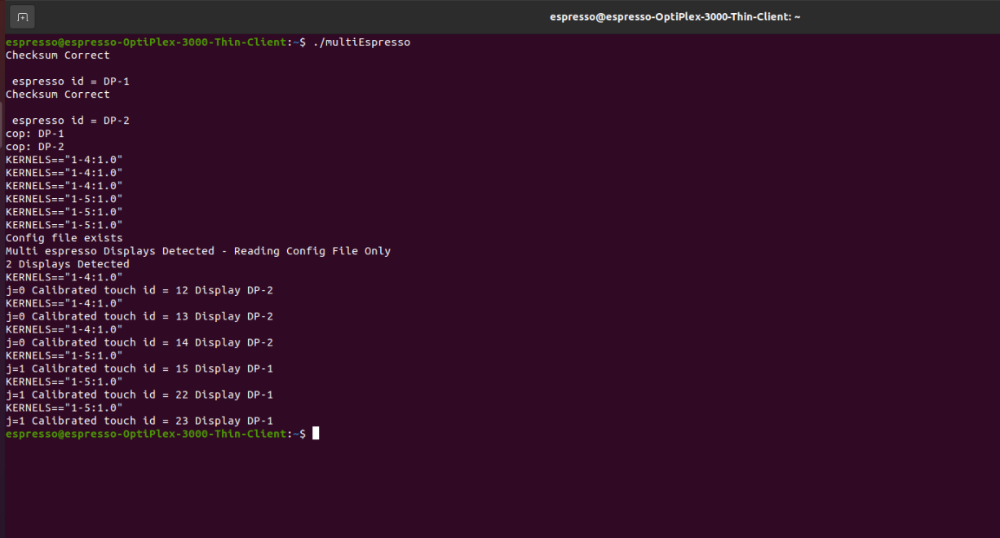 espresso@espresso-OptiPlex-3000-Thin-Client: ~
espresso@espresso-OptiPlex-3000-Thin-Client:~$ ./multiEspresso
Checksum Correct
espresso id = DP-1
Checksum Correct
espresso id = DP-2
cop: DP-1
cop: DP-2
KERNELS=="1-4:1.0"
KERNELS=="1-4:1.0"
KERNELS=="1-4:1.0"
KERNELS=="1-5:1.0"
KERNELS=="1-5:1.0"
KERNELS=="1-5:1.0"
Config file exists
Multi espresso Displays Detected - Reading Config File Only
2 Displays Detected
KERNELS=="1-4:1.0"
j=0 Calibrated touch id = 12 Display DP-2
KERNELS=="1-4:1.0"
j=0 Calibrated touch id = 13 Display DP-2
KERNELS=="1-4:1.0"
j=0 Calibrated touch id = 14 Display DP-2
KERNELS=="1-5:1.0"
j=1 Calibrated touch id = 15 Display DP-1
KERNELS=="1-5:1.0"
j=1 Calibrated touch id = 22 Display DP-1
KERNELS=="1-5:1.0"
j=1 Calibrated touch id = 23 Display DP-1
espresso@espresso-OptiPlex-3000-Thin-Client:~$